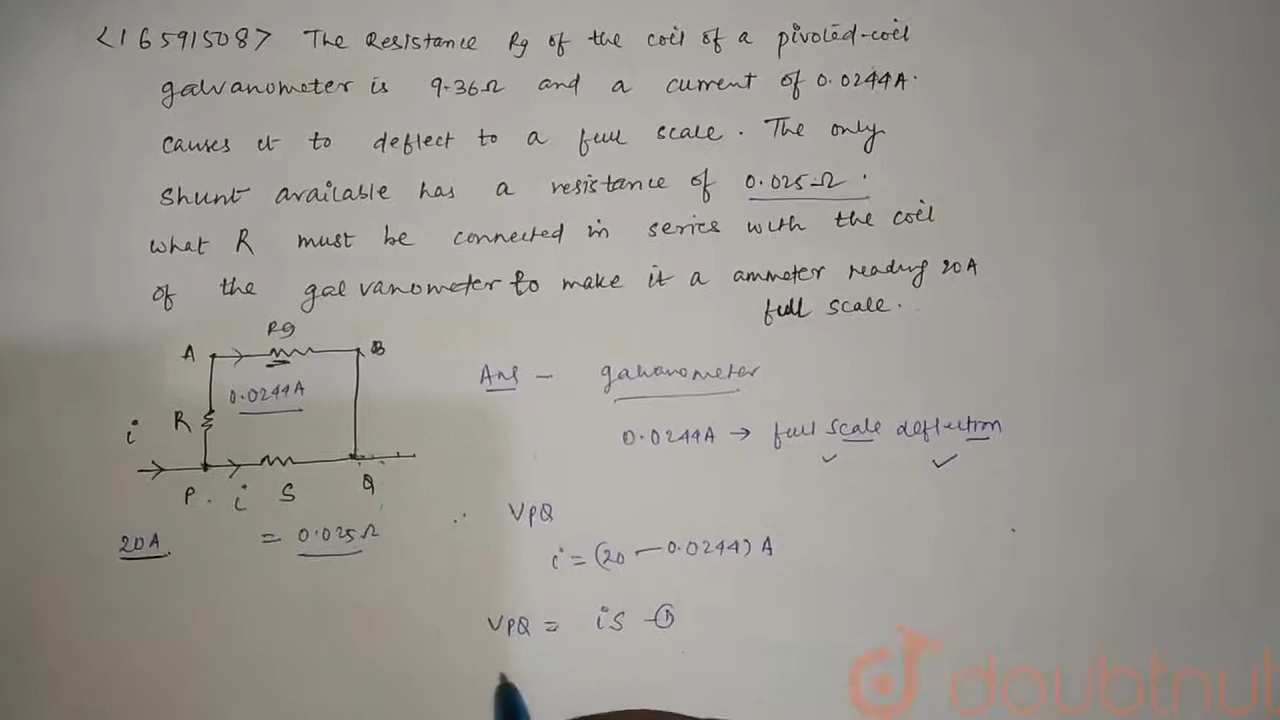 <165915508> The Resistance Rg of the coil of a pivoted-coil
galvanometer is 9.36Ω and a current of 0.0244A.
causes it to deflect to a full scale. The only
shunt available has a resistance of 0.025Ω.
what R must be connected in series with the coil
of the galvanometer to make it a ammeter reading 20A
full scale.
Rg
A B
0.0244A
R
i
P. i S Q
20A. = 0.025Ω
Ans - galvanometer
0.0244A → full scale deflection
∴ VPQ
i = (20 - 0.0244) A
VPQ = iS - ①
doubtnut